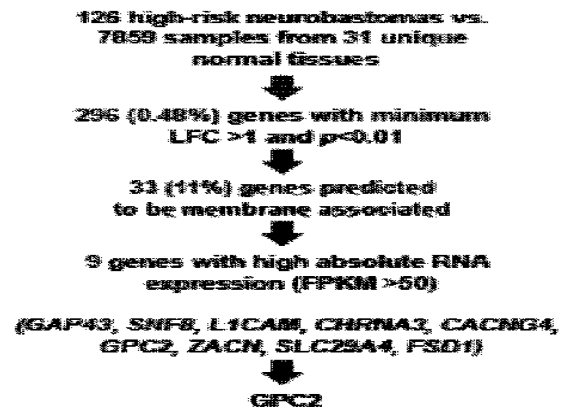 126 high-risk neurobastomas vs.
7859 samples from 31 unique
normal tissues
296 (0.48%) genes with minimum
LFC >1 and p<0.01
33 (11%) genes predicted
to be membrane associated
9 genes with high absolute RNA
expression (FPKM >50)
(GAP43, SNF8, L1CAM, CHRNA3, CACNG4,
GPC2, ZACN, SLC29A4, FSD1)
GPC2